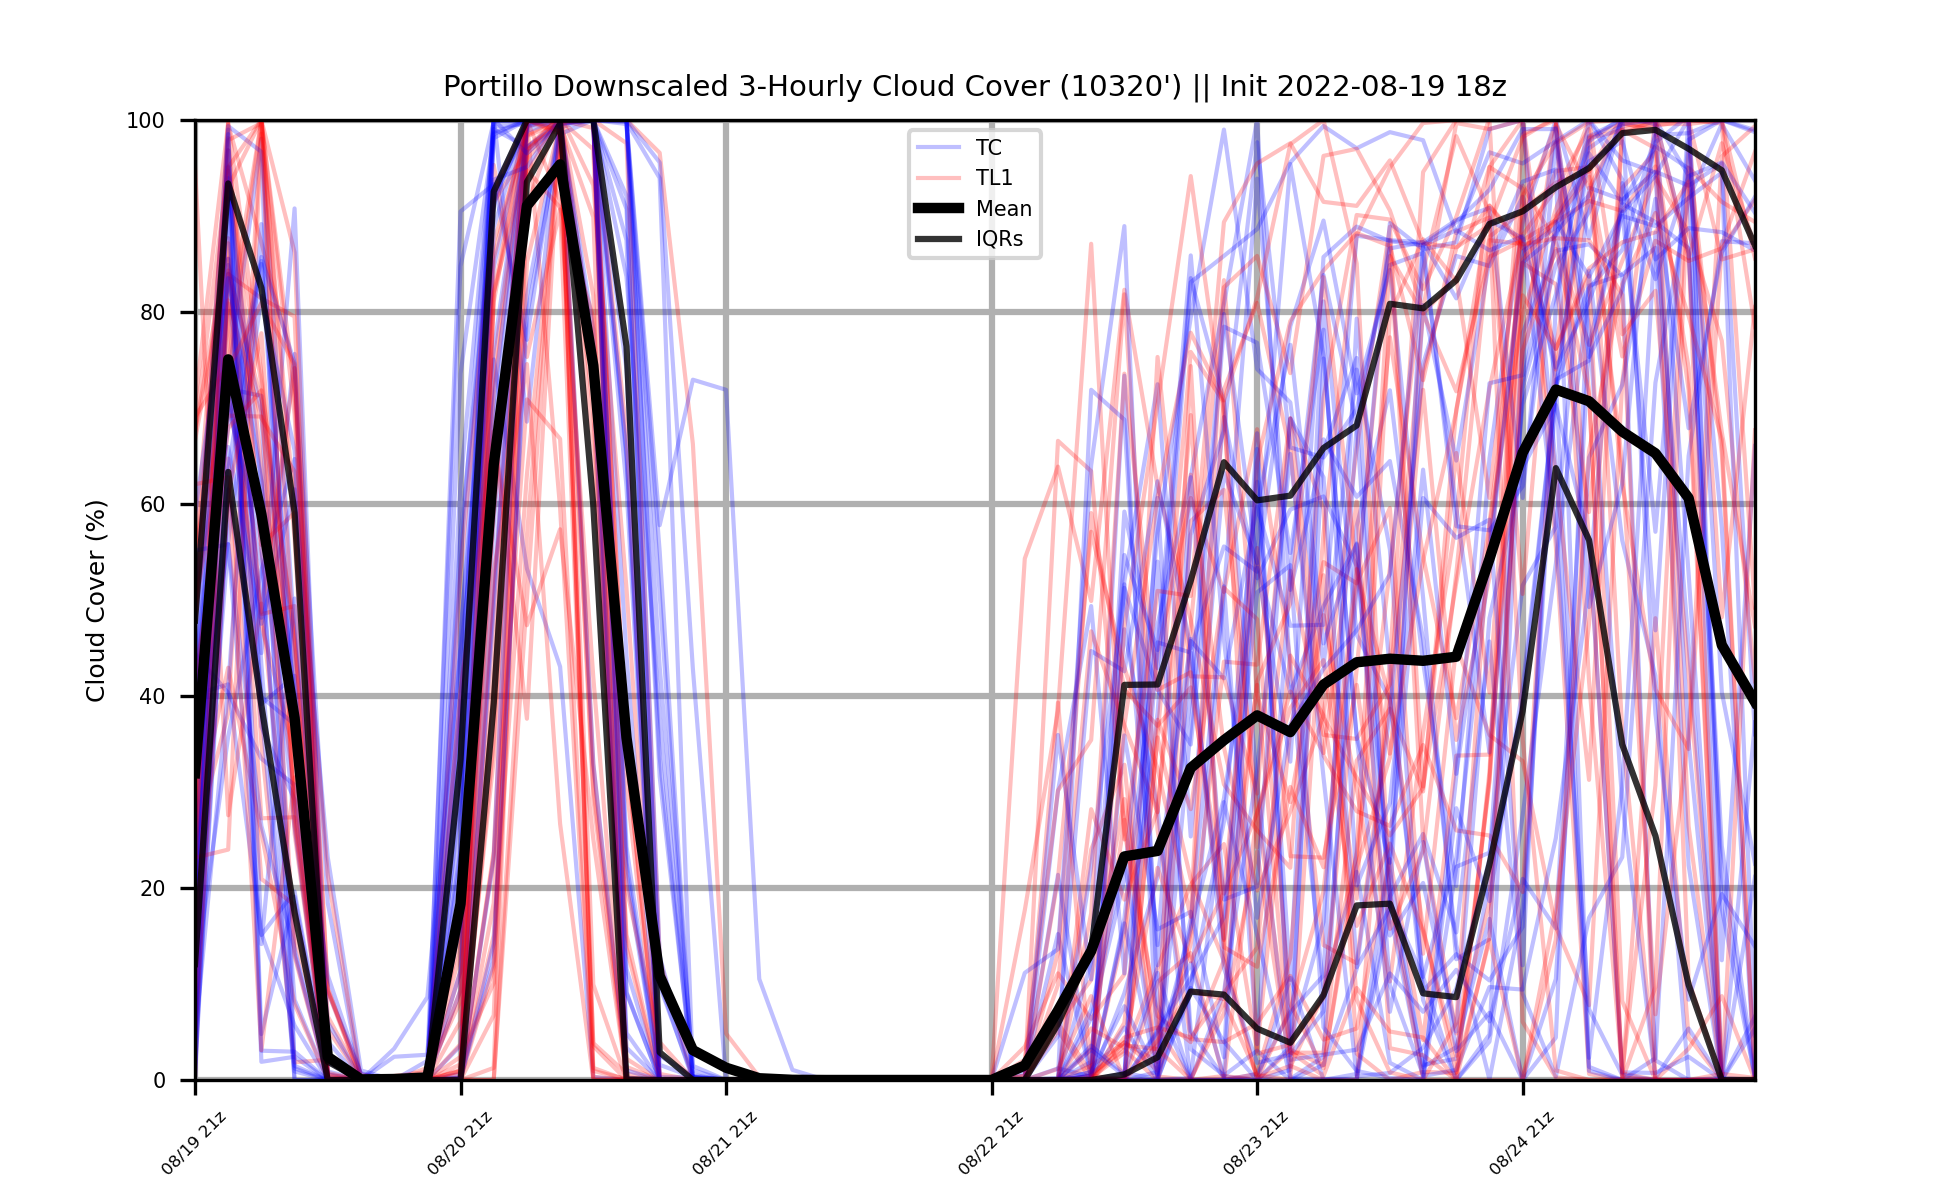 Portillo Downscaled 3-Hourly Cloud Cover (10320') || Init 2022-08-19 18z
TC
TL1
Mean
IQRs
Cloud Cover (%)
100
80
60
40
20
0
08/19 21z
08/20 21z
08/21 21z
08/22 21z
08/23 21z
08/24 21z